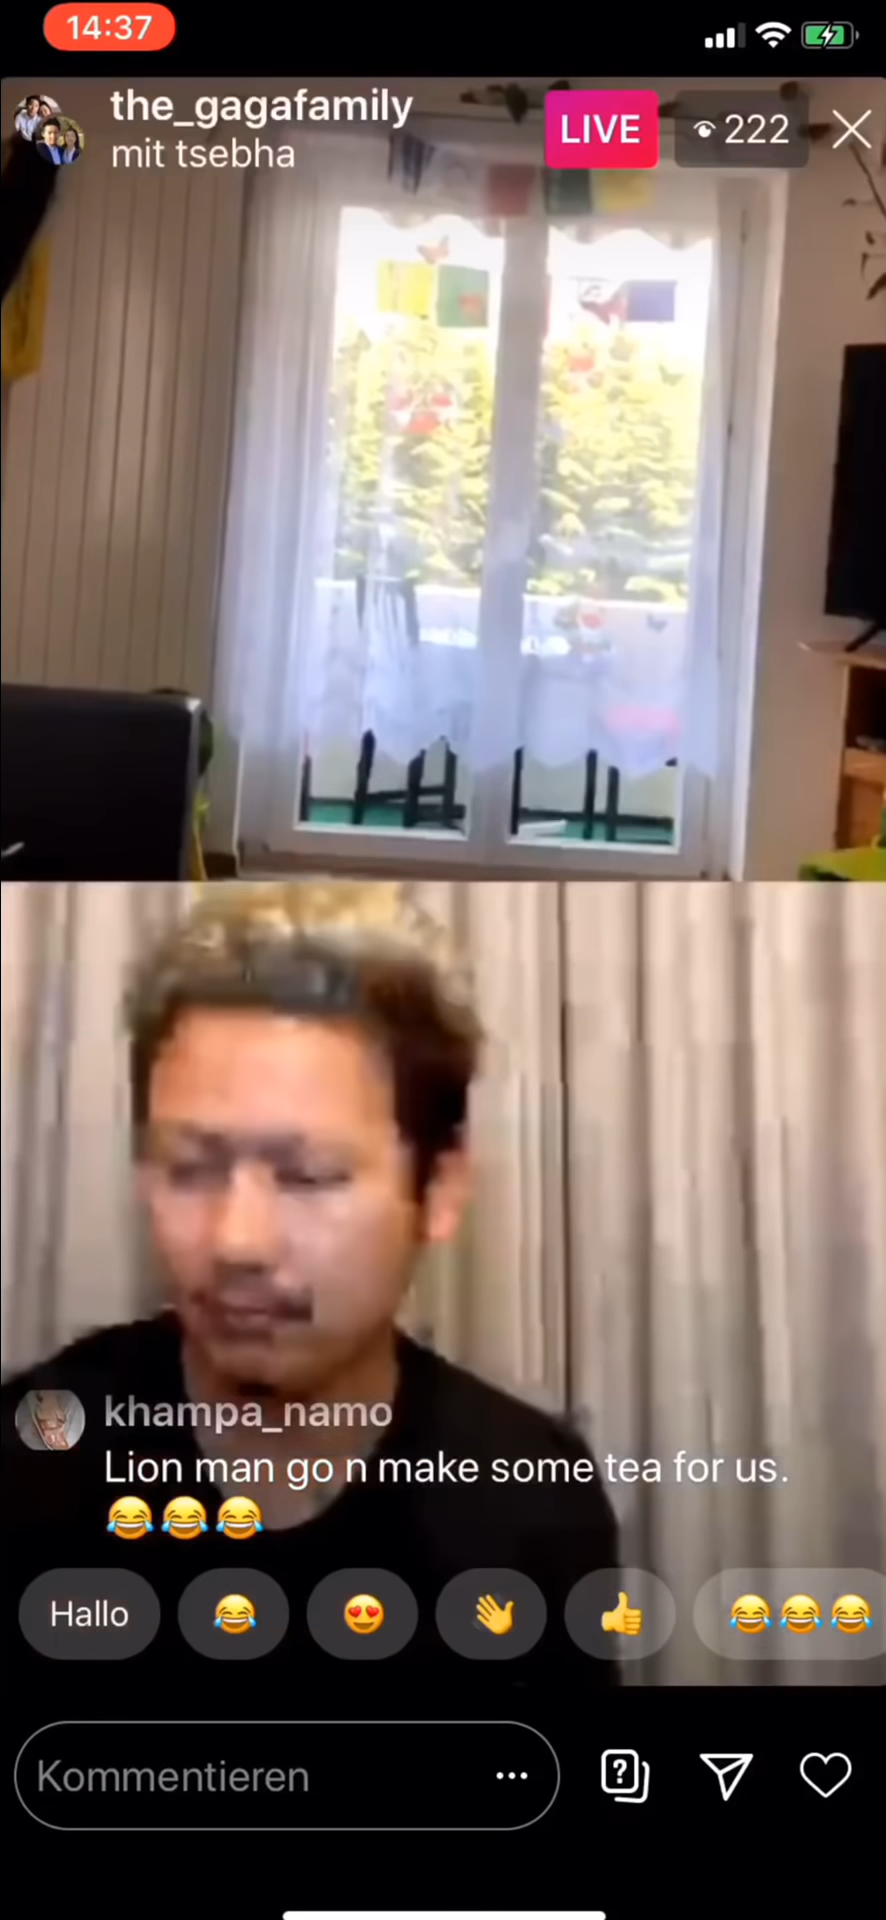 14:37
the_gagafamily
mit tsebha
LIVE
222
khampa_namo
Lion man go n make some tea for us.
😂😂😂
Hallo
😂
😍
👋
👍
😂😂😂
Kommentieren